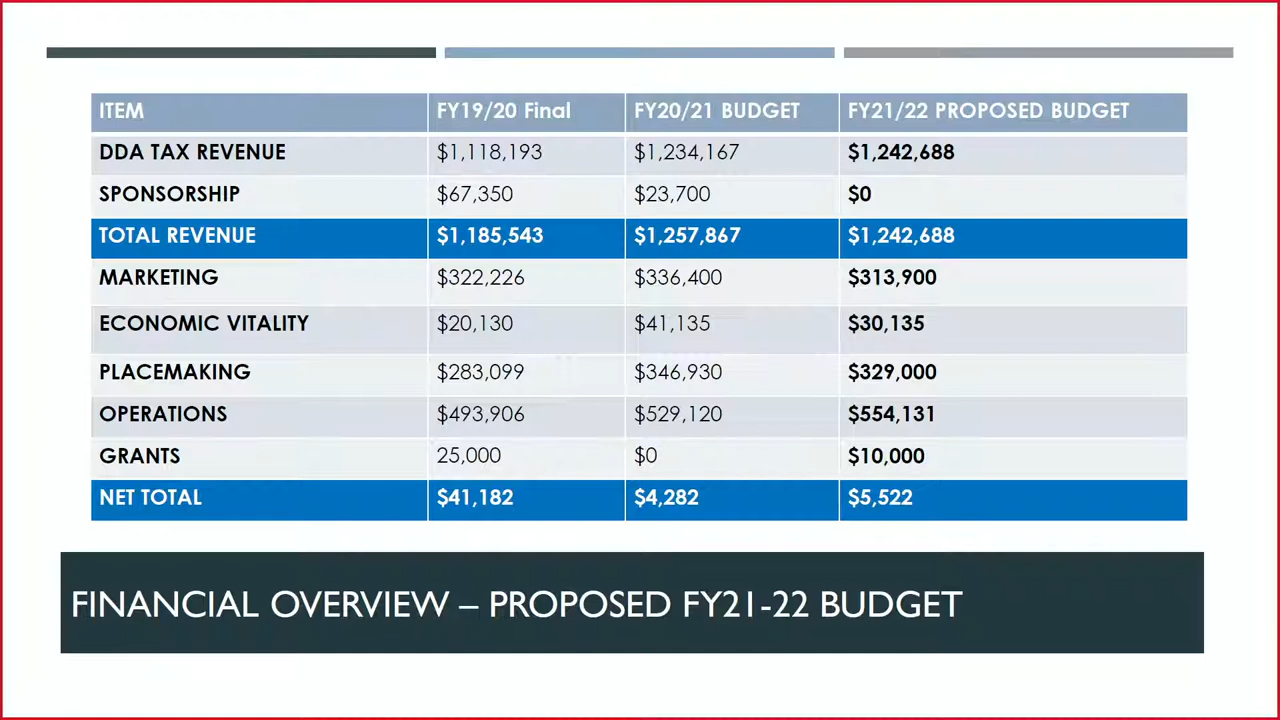 ITEM FY19/20 Final FY20/21 BUDGET FY21/22 PROPOSED BUDGET
DDA TAX REVENUE $1,118,193 $1,234,167 $1,242,688
SPONSORSHIP $67,350 $23,700 $0
TOTAL REVENUE $1,185,543 $1,257,867 $1,242,688
MARKETING $322,226 $336,400 $313,900
ECONOMIC VITALITY $20,130 $41,135 $30,135
PLACEMAKING $283,099 $346,930 $329,000
OPERATIONS $493,906 $529,120 $554,131
GRANTS 25,000 $0 $10,000
NET TOTAL $41,182 $4,282 $5,522
FINANCIAL OVERVIEW – PROPOSED FY21-22 BUDGET